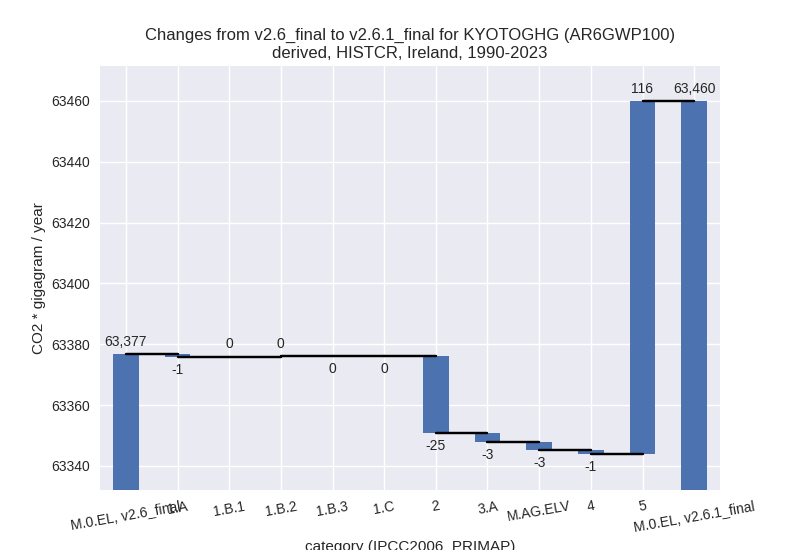 Changes from v2.6_final to v2.6.1_final for KYOTOGHG (AR6GWP100)
derived, HISTCR, Ireland, 1990-2023
CO2 * gigagram / year
63460
63440
63420
63400
63380
63360
63340
63,377
-1
0
0
0
0
-25
-3
-3
-1
116
63,460
M.0.EL, v2.6_final
1.A
1.B.1
1.B.2
1.B.3
1.C
2
3.A
M.AG.ELV
4
5
M.0.EL, v2.6.1_final
category (IPCC2006_PRIMAP)